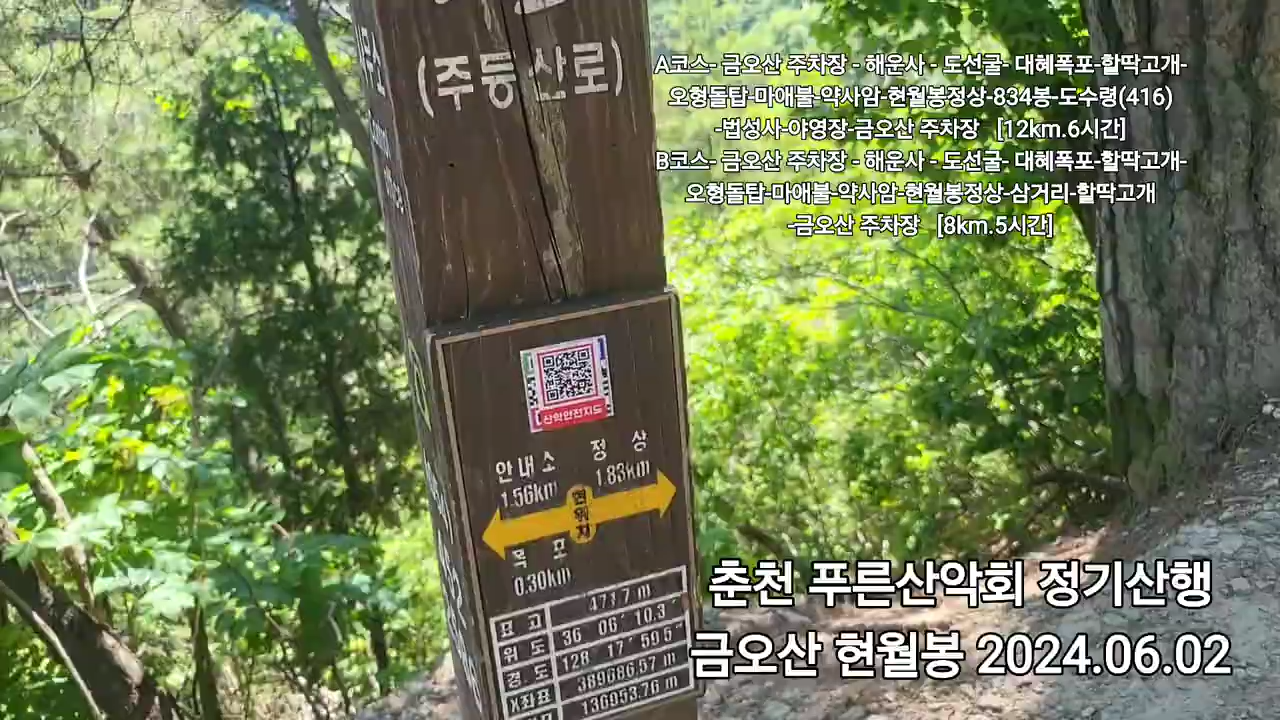 (주등산로)
A코스- 금오산 주차장 - 해운사 - 도선굴- 대혜폭포-할딱고개-
오형돌탑-마애불-약사암-현월봉정상-834봉-도수령(416)
-법성사-야영장-금오산 주차장 [12km.6시간]
B코스- 금오산 주차장 - 해운사 - 도선굴- 대혜폭포-할딱고개-
오형돌탑-마애불-약사암-현월봉정상-삼거리-할딱고개
-금오산 주차장 [8km.5시간]
산악안전지도
안내소 정상
1.56km 1.83km
현위치
폭포
0.30km
표고 471.7 m
위도 36° 06′ 10.3″
경도 128° 17′ 59.5″
X좌표 389686.57 m
136953.76 m
춘천 푸른산악회 정기산행
금오산 현월봉 2024.06.02